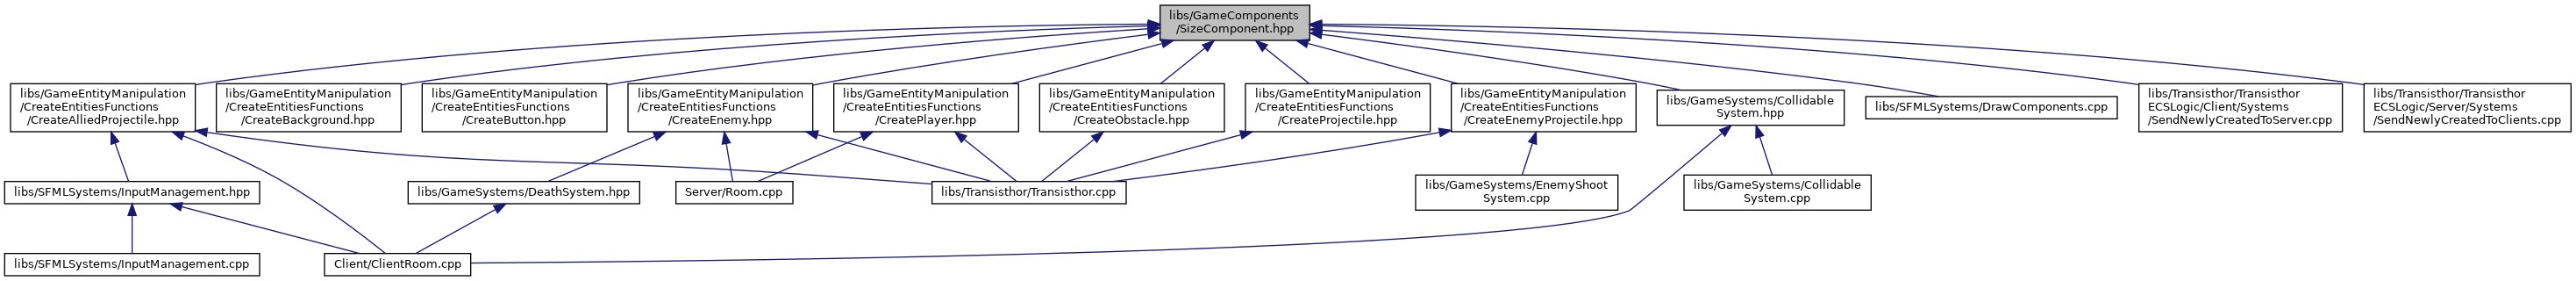 libs/GameComponents
/SizeComponent.hpp
libs/GameEntityManipulation
/CreateEntitiesFunctions
/CreateAlliedProjectile.hpp
libs/GameEntityManipulation
/CreateEntitiesFunctions
/CreateBackground.hpp
libs/GameEntityManipulation
/CreateEntitiesFunctions
/CreateButton.hpp
libs/GameEntityManipulation
/CreateEntitiesFunctions
/CreateEnemy.hpp
libs/GameEntityManipulation
/CreateEntitiesFunctions
/CreatePlayer.hpp
libs/GameEntityManipulation
/CreateEntitiesFunctions
/CreateObstacle.hpp
libs/GameEntityManipulation
/CreateEntitiesFunctions
/CreateProjectile.hpp
libs/GameEntityManipulation
/CreateEntitiesFunctions
/CreateEnemyProjectile.hpp
libs/GameSystems/Collidable
System.hpp
libs/SFMLSystems/DrawComponents.cpp
libs/Transisthor/Transisthor
ECSLogic/Client/Systems
/SendNewlyCreatedToServer.cpp
libs/Transisthor/Transisthor
ECSLogic/Server/Systems
/SendNewlyCreatedToClients.cpp
libs/SFMLSystems/InputManagement.hpp
libs/GameSystems/DeathSystem.hpp
Server/Room.cpp
libs/Transisthor/Transisthor.cpp
libs/GameSystems/EnemyShoot
System.cpp
libs/GameSystems/Collidable
System.cpp
libs/SFMLSystems/InputManagement.cpp
Client/ClientRoom.cpp